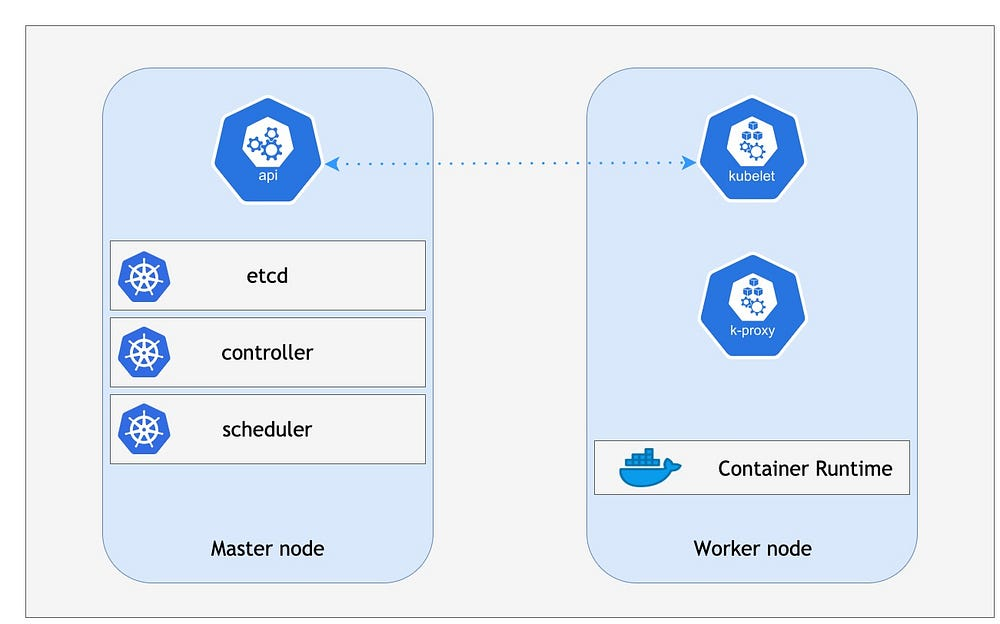 api
etcd
controller
scheduler
Master node
kubelet
k-proxy
Container Runtime
Worker node